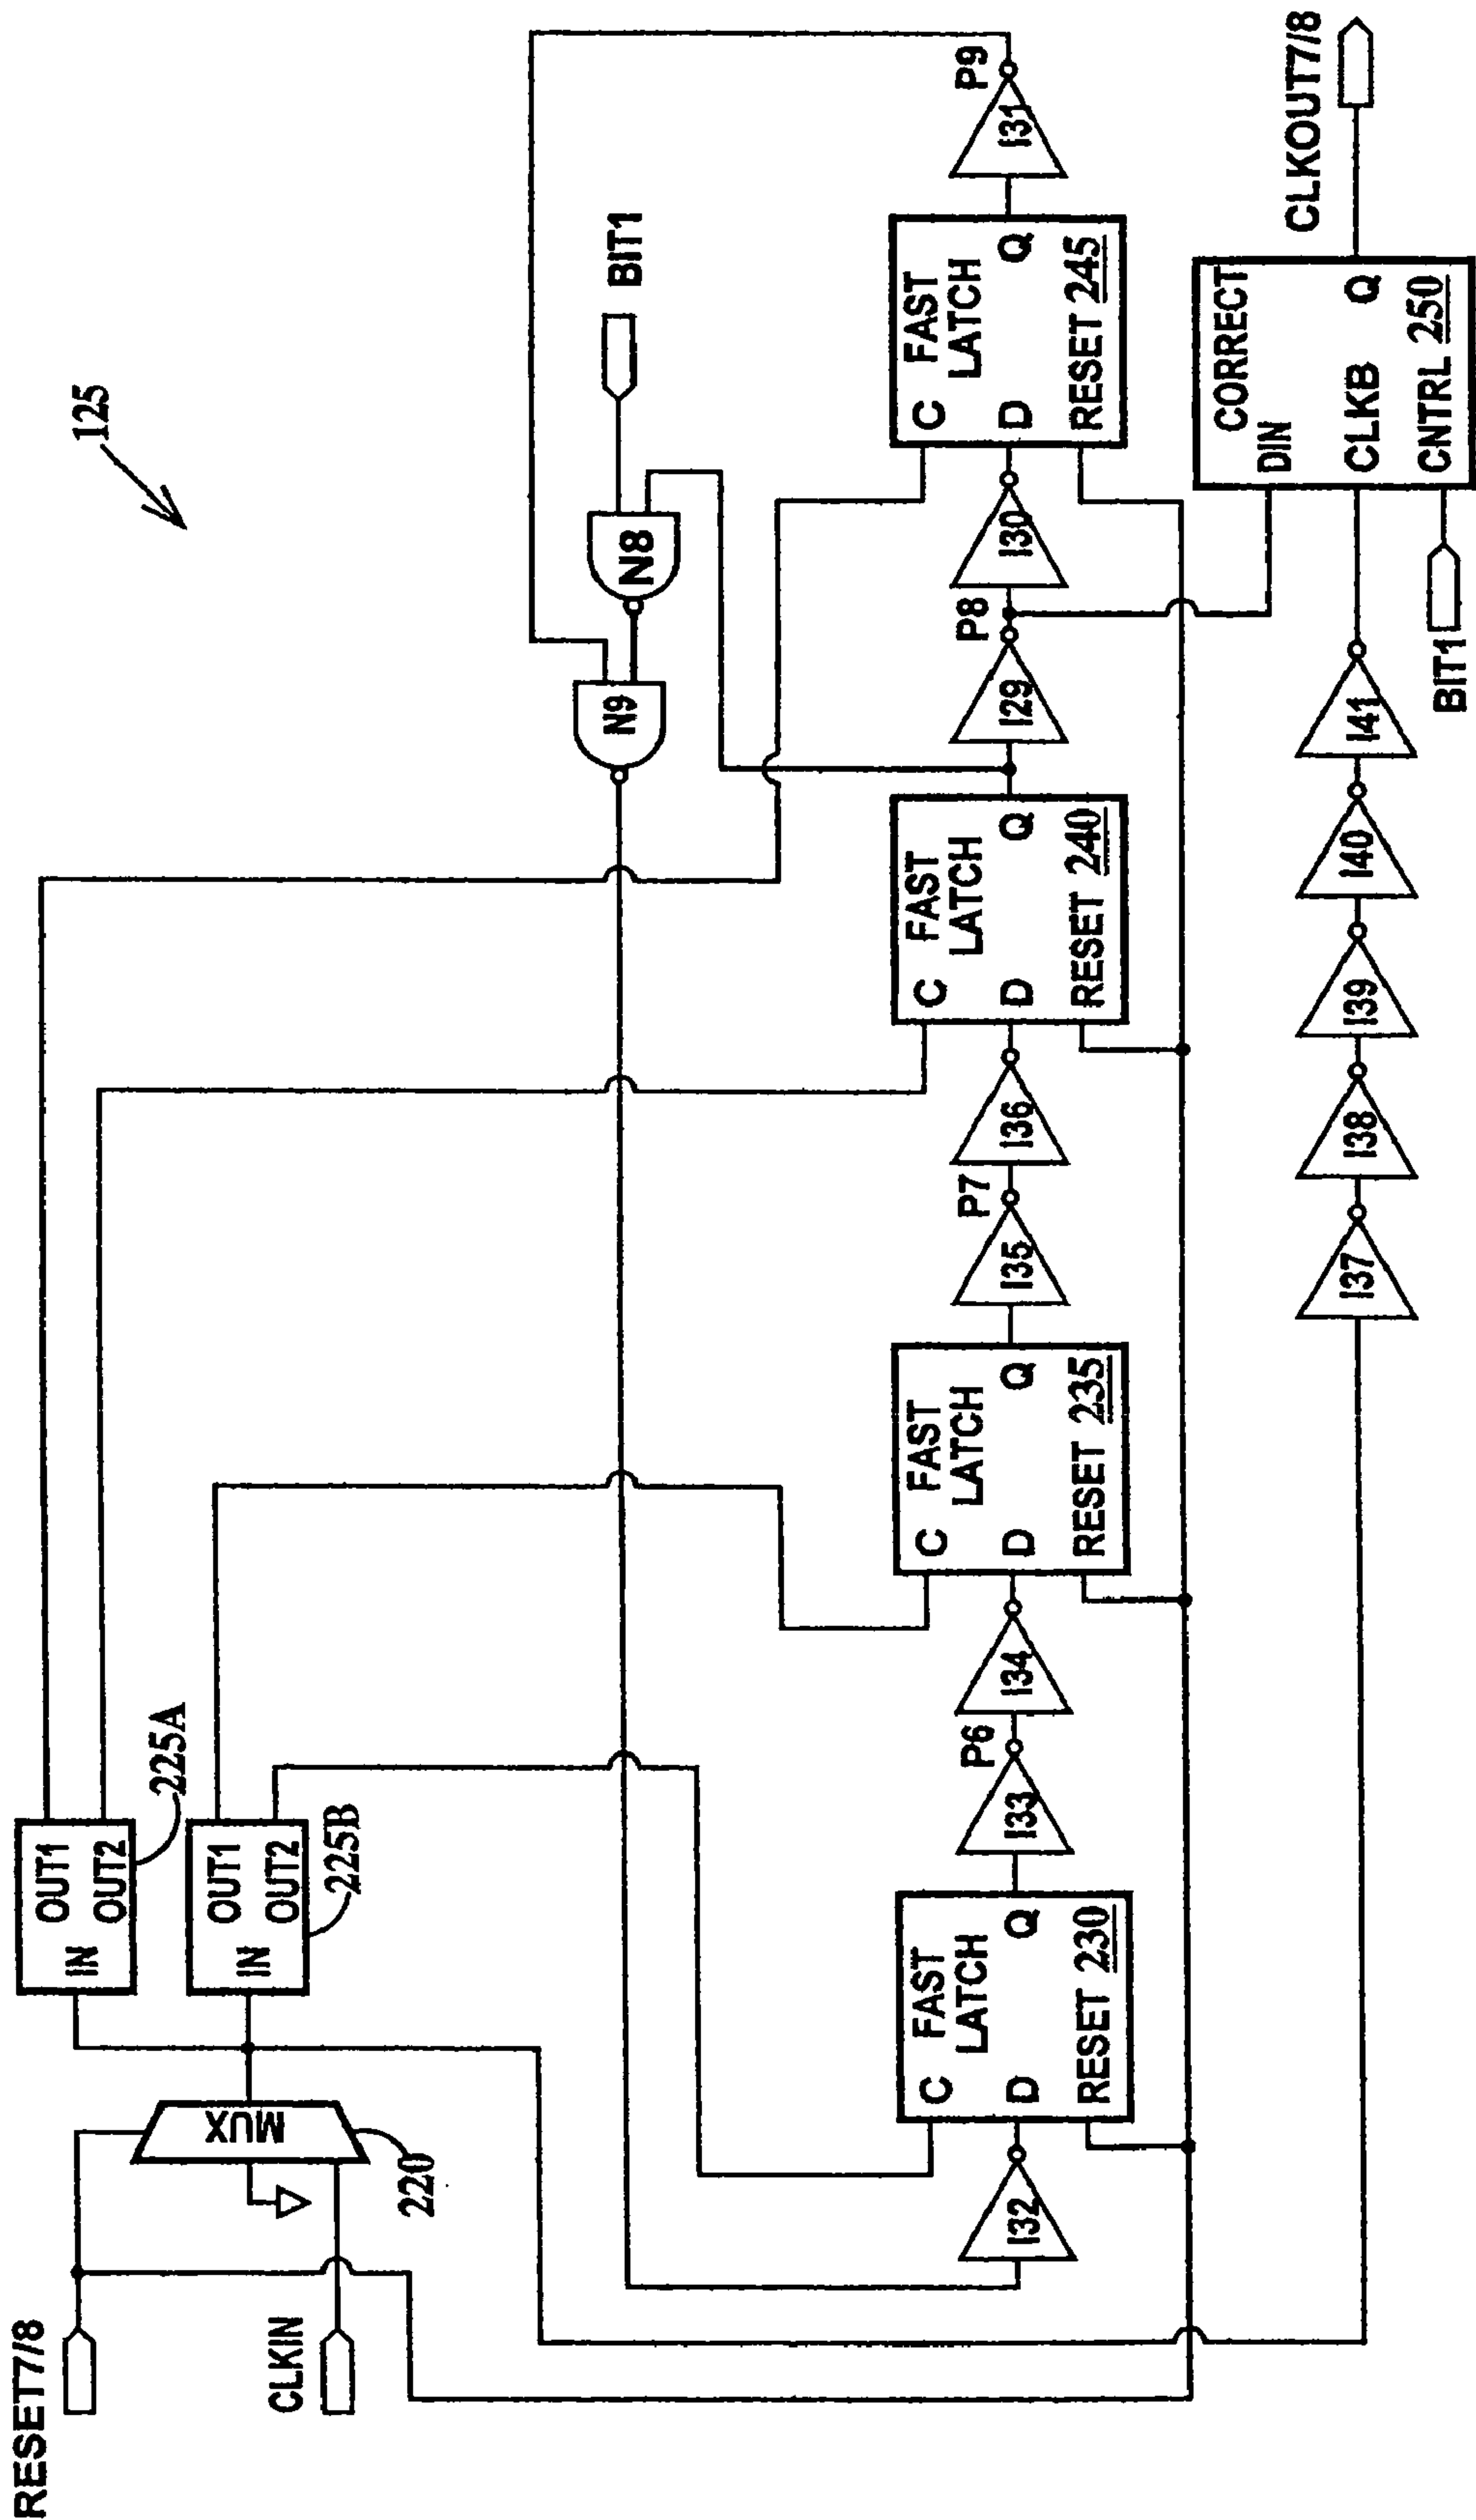 125
RESET7/8
CLKIN
MUX
220
IN
OUT1
OUT2
225A
IN
OUT1
OUT2
225B
BIT1
N8
N9
I32
C
D
RESET 230
FAST
LATCH
Q
I33
P6
I34
C
D
RESET 235
FAST
LATCH
Q
I35
P7
I36
C
D
RESET 240
FAST
LATCH
Q
I29
P8
I30
C
D
RESET 245
FAST
LATCH
Q
I31
P9
I37
I38
I39
I40
I41
BIT1
CORRECT
DIN
CLKB
CNTRL 250
Q
CLKOUT7/8